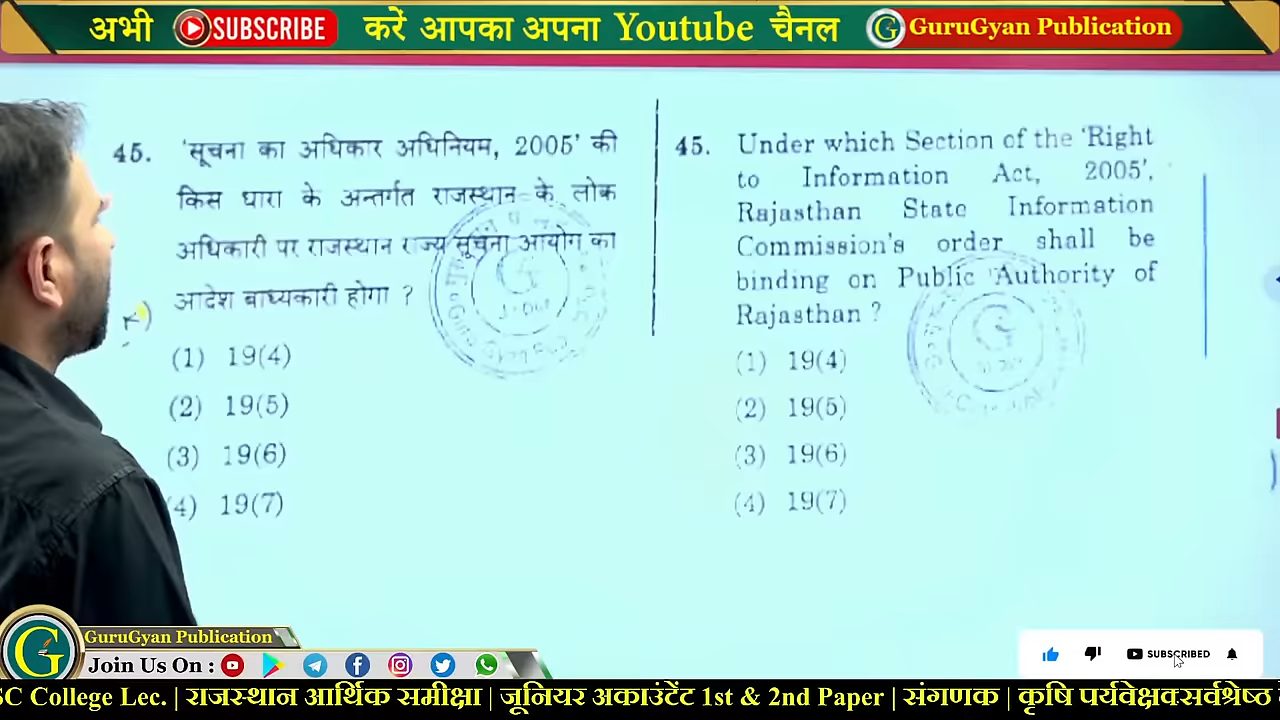 अभी SUBSCRIBE करें आपका अपना Youtube चैनल GuruGyan Publication
45. 'सूचना का अधिकार अधिनियम, 2005' की
किस धारा के अन्तर्गत राजस्थान के लोक
अधिकारी पर राजस्थान राज्य सूचना आयोग का
आदेश बाध्यकारी होगा ?
(1) 19(4)
(2) 19(5)
(3) 19(6)
(4) 19(7)
45. Under which Section of the 'Right
to Information Act, 2005',
Rajasthan State Information
Commission's order shall be
binding on Public Authority of
Rajasthan ?
(1) 19(4)
(2) 19(5)
(3) 19(6)
(4) 19(7)
GuruGyan Publication
Join Us On :
SUBSCRIBED
SC College Lec. | राजस्थान आर्थिक समीक्षा | जूनियर अकाउंटेंट 1st & 2nd Paper | संगणक | कृषि पर्यवेक्षक सर्वश्रेष्ठ